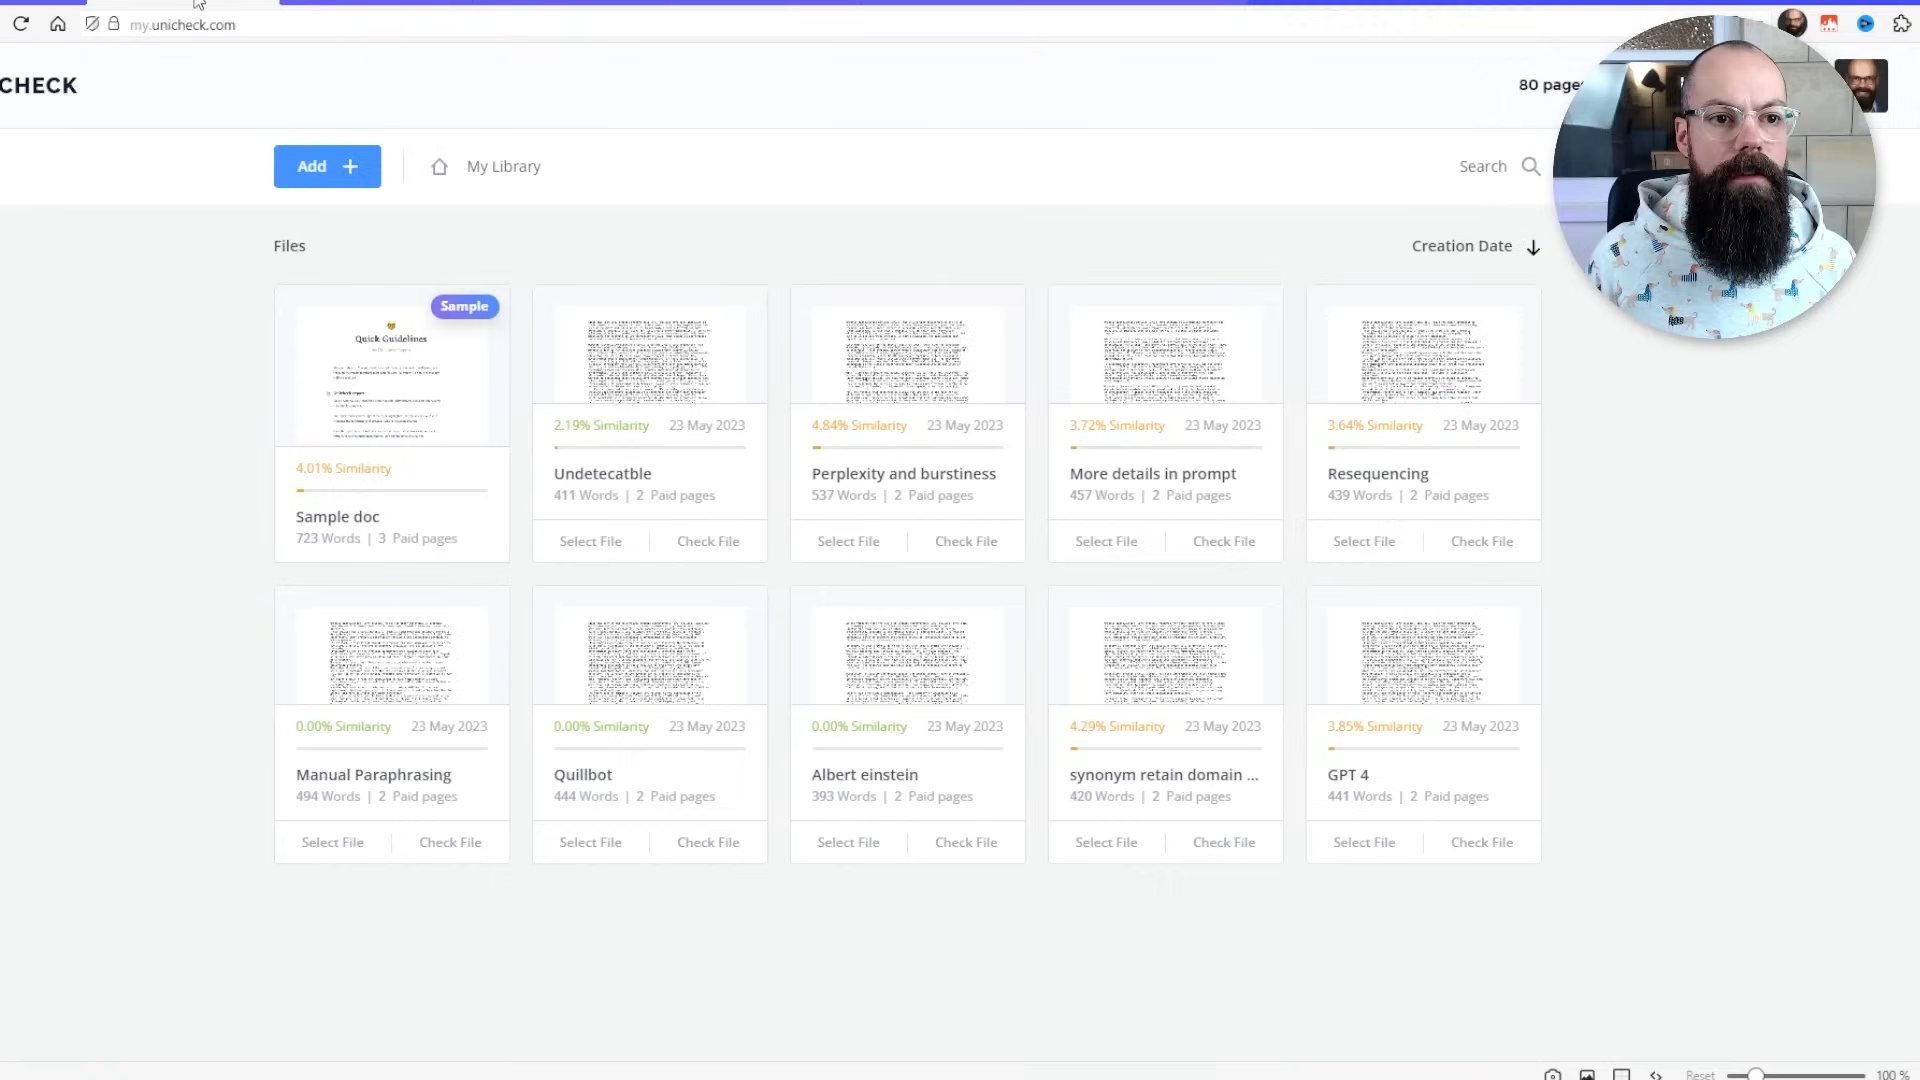 my.unicheck.com
CHECK
80 pages
Add +
My Library
Search
Files
Creation Date
Sample
Quick Guidelines
4.01% Similarity
Sample doc
723 Words | 3 Paid pages
2.19% Similarity 23 May 2023
Undetecatble
411 Words | 2 Paid pages
Select File Check File
4.84% Similarity 23 May 2023
Perplexity and burstiness
537 Words | 2 Paid pages
Select File Check File
3.72% Similarity 23 May 2023
More details in prompt
457 Words | 2 Paid pages
Select File Check File
3.64% Similarity 23 May 2023
Resequencing
439 Words | 2 Paid pages
Select File Check File
0.00% Similarity 23 May 2023
Manual Paraphrasing
494 Words | 2 Paid pages
Select File Check File
0.00% Similarity 23 May 2023
Quillbot
444 Words | 2 Paid pages
Select File Check File
0.00% Similarity 23 May 2023
Albert einstein
393 Words | 2 Paid pages
Select File Check File
4.29% Similarity 23 May 2023
synonym retain domain ...
420 Words | 2 Paid pages
Select File Check File
3.85% Similarity 23 May 2023
GPT 4
441 Words | 2 Paid pages
Select File Check File
Reset 100 %